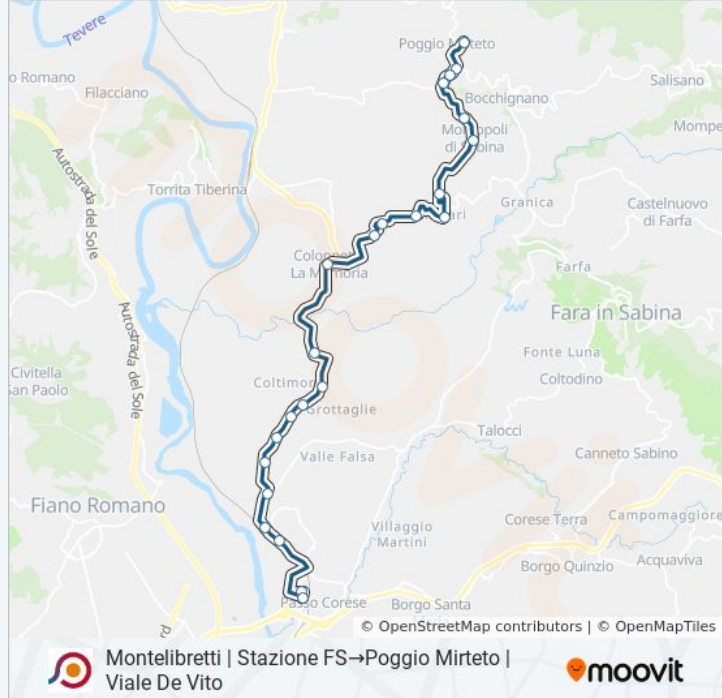 Tevere
Poggio Mirteto
o Romano
Filacciano
Salisano
Bocchignano
Mompe
di Sabina
Autostrada del Sole
Torrita Tiberina
Granica
Castelnuovo
di Farfa
La Memoria
Farfa
Fara in Sabina
Autostrada del Sole
Fonte Luna
Civitella
San Paolo
Coltodino
Grottaglie
Talocci
Valle Falsa
Canneto Sabino
Fiano Romano
Corese Terra
Campomaggiore
Villaggio
Martini
Borgo Quinzio
Acquaviva
Passo Corese
Borgo Santa
© OpenStreetMap contributors | © OpenMapTiles
Montelibretti | Stazione FS→Poggio Mirteto |
Viale De Vito
moovit